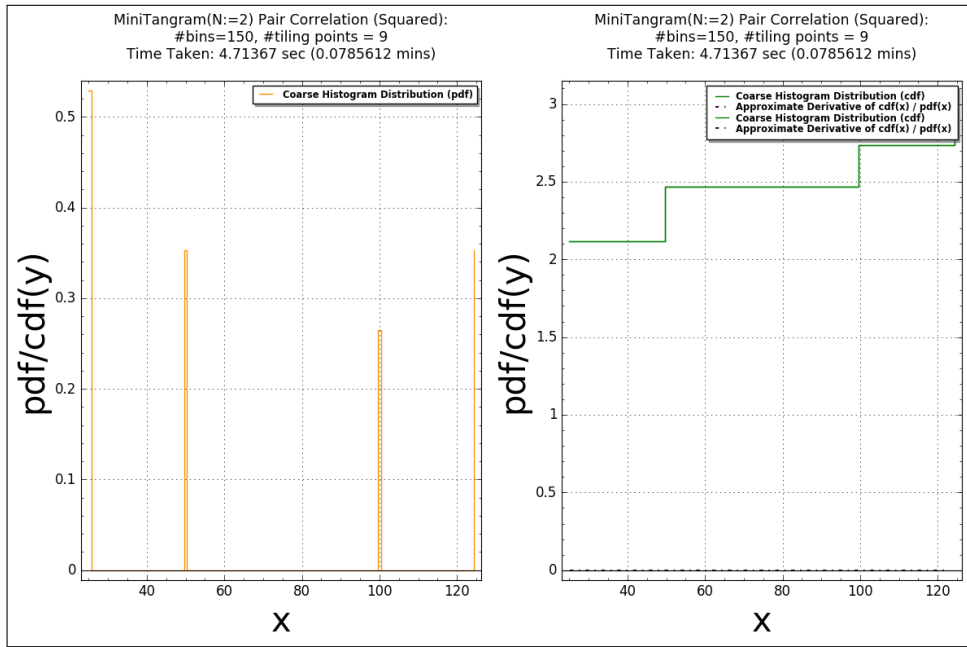 MiniTangram(N:=2) Pair Correlation (Squared):
#bins=150, #tiling points = 9
Time Taken: 4.71367 sec (0.0785612 mins)
Coarse Histogram Distribution (pdf)
0.5
0.4
0.3
0.2
0.1
0
pdf/cdf(y)
40 60 80 100 120
x
MiniTangram(N:=2) Pair Correlation (Squared):
#bins=150, #tiling points = 9
Time Taken: 4.71367 sec (0.0785612 mins)
Coarse Histogram Distribution (cdf)
Approximate Derivative of cdf(x) / pdf(x)
Coarse Histogram Distribution (cdf)
Approximate Derivative of cdf(x) / pdf(x)
3
2.5
2
1.5
1
0.5
0
pdf/cdf(y)
40 60 80 100 120
x